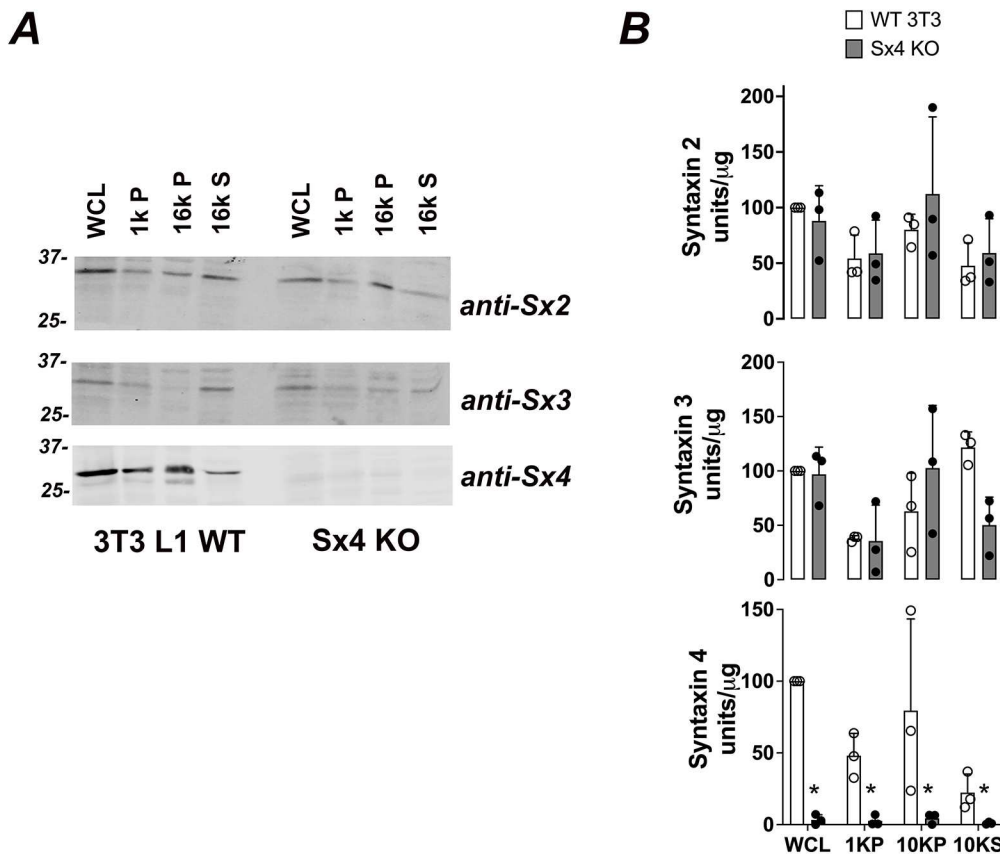 A
WCL
1k P
16k P
16k S
WCL
1k P
16k P
16k S
37-
25-
anti-Sx2
37-
25-
anti-Sx3
37-
25-
anti-Sx4
3T3 L1 WT
Sx4 KO
B
WT 3T3
Sx4 KO
Syntaxin 2
units/μg
200
150
100
50
0
Syntaxin 3
units/μg
200
150
100
50
0
Syntaxin 4
units/μg
150
100
50
0
* * * *
WCL 1KP 10KP 10KS